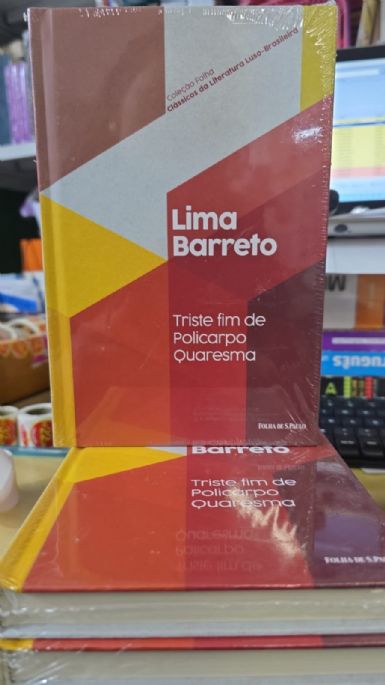 Coleção Folha
Clássicos da Literatura Luso-Brasileira
Lima
Barreto
Triste fim de
Policarpo
Quaresma
FOLHA DE S.PAULO
Barreto
Triste fim de
Policarpo
Quaresma
FOLHA DE S.PAU